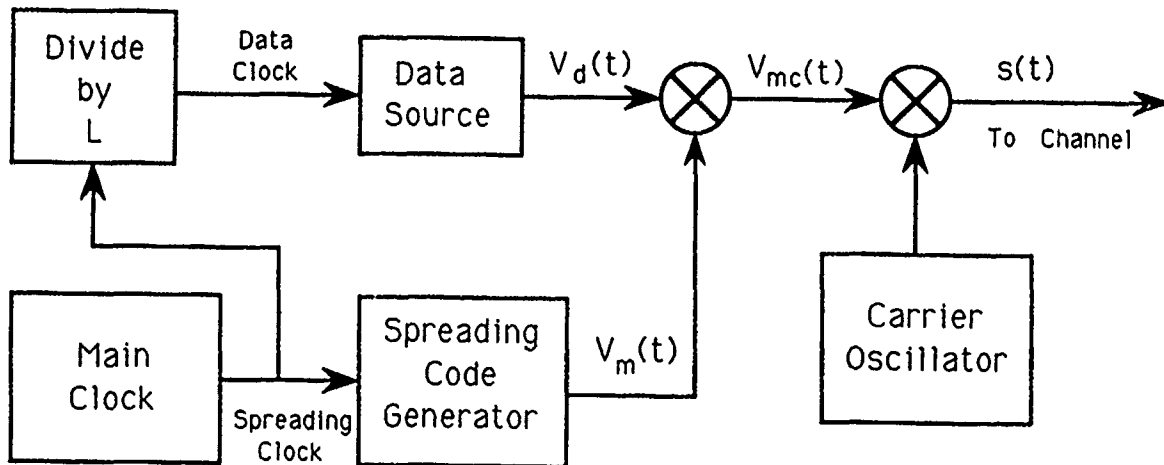 Divide
by
L
Data
Clock
Data
Source
V_d(t)
V_mc(t)
s(t)
To Channel
Main
Clock
Spreading
Clock
Spreading
Code
Generator
V_m(t)
Carrier
Oscillator